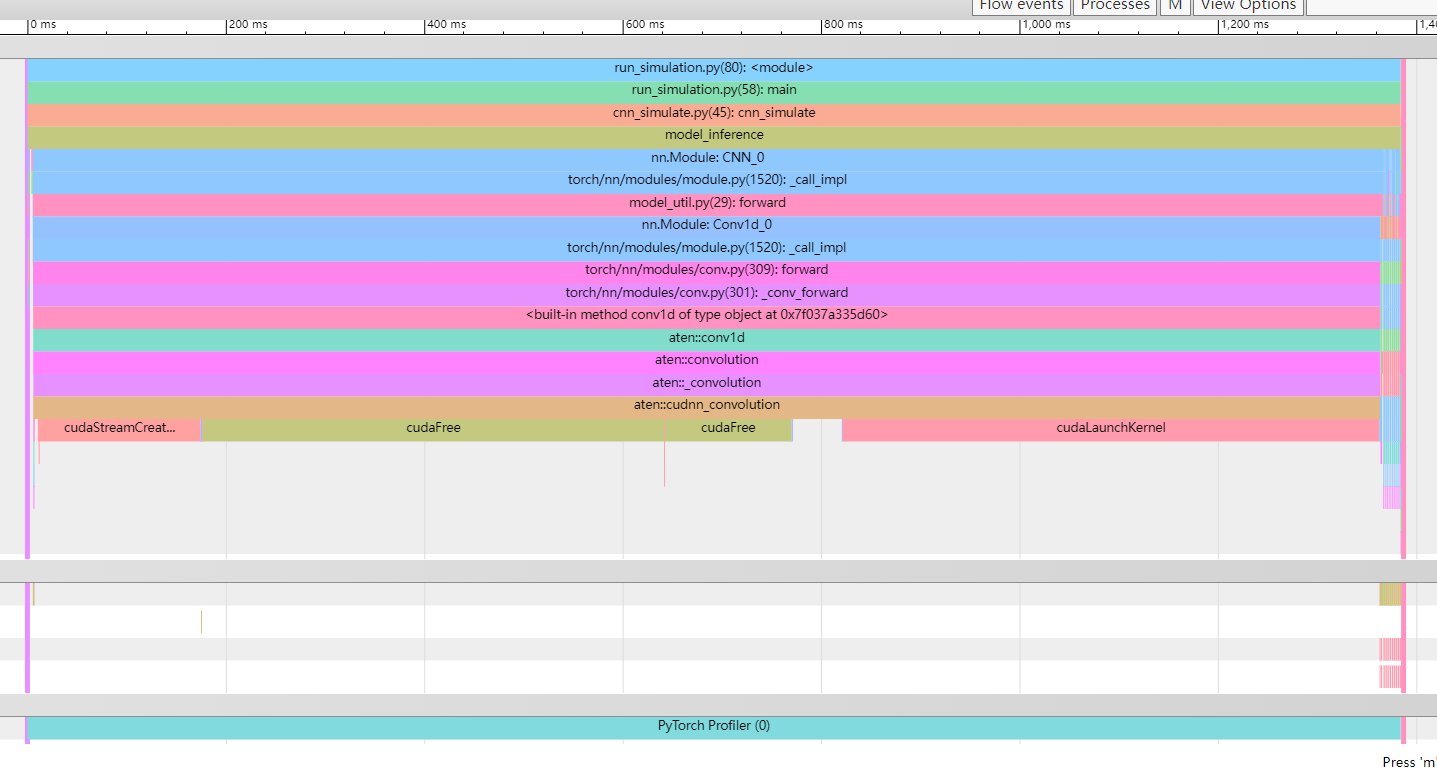 Flow events Processes M View Options
0 ms 200 ms 400 ms 600 ms 800 ms 1,000 ms 1,200 ms 1,4
run_simulation.py(80): <module>
run_simulation.py(58): main
cnn_simulate.py(45): cnn_simulate
model_inference
nn.Module: CNN_0
torch/nn/modules/module.py(1520): _call_impl
model_util.py(29): forward
nn.Module: Conv1d_0
torch/nn/modules/module.py(1520): _call_impl
torch/nn/modules/conv.py(309): forward
torch/nn/modules/conv.py(301): _conv_forward
<built-in method conv1d of type object at 0x7f037a335d60>
aten::conv1d
aten::convolution
aten::_convolution
aten::cudnn_convolution
cudaStreamCreat... cudaFree cudaFree cudaLaunchKernel
PyTorch Profiler (0)
Press 'm'